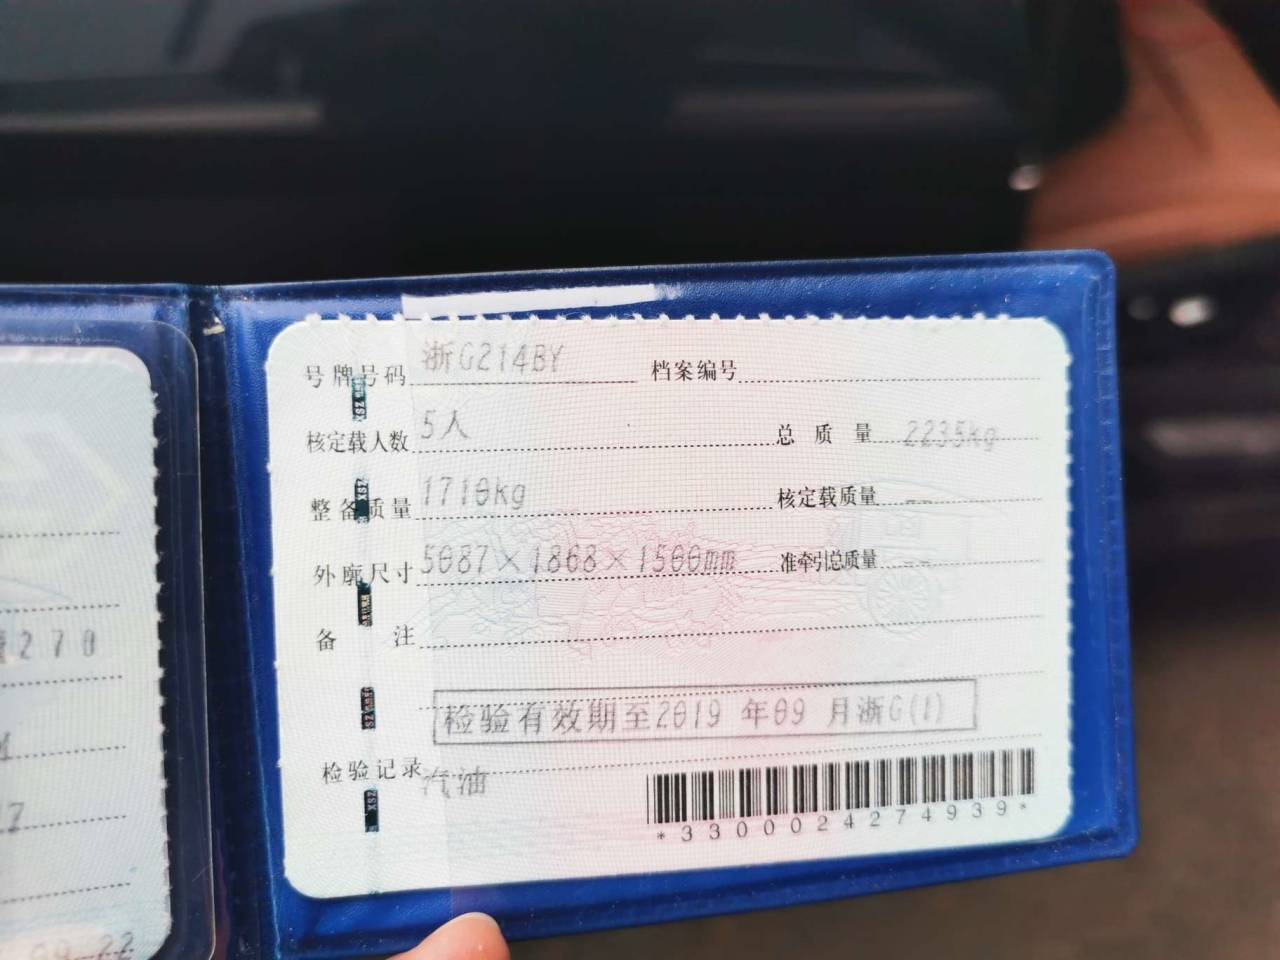 号牌号码 浙G214BY 档案编号
核定载人数 5人 总质量 2235kg
整备质量 1710kg 核定载质量 --
外廓尺寸 5087×1868×1500mm 准牵引总质量 --
备注
检验有效期至2019年09月浙G(1)
检验记录 汽油
*3300024274939*
270
22